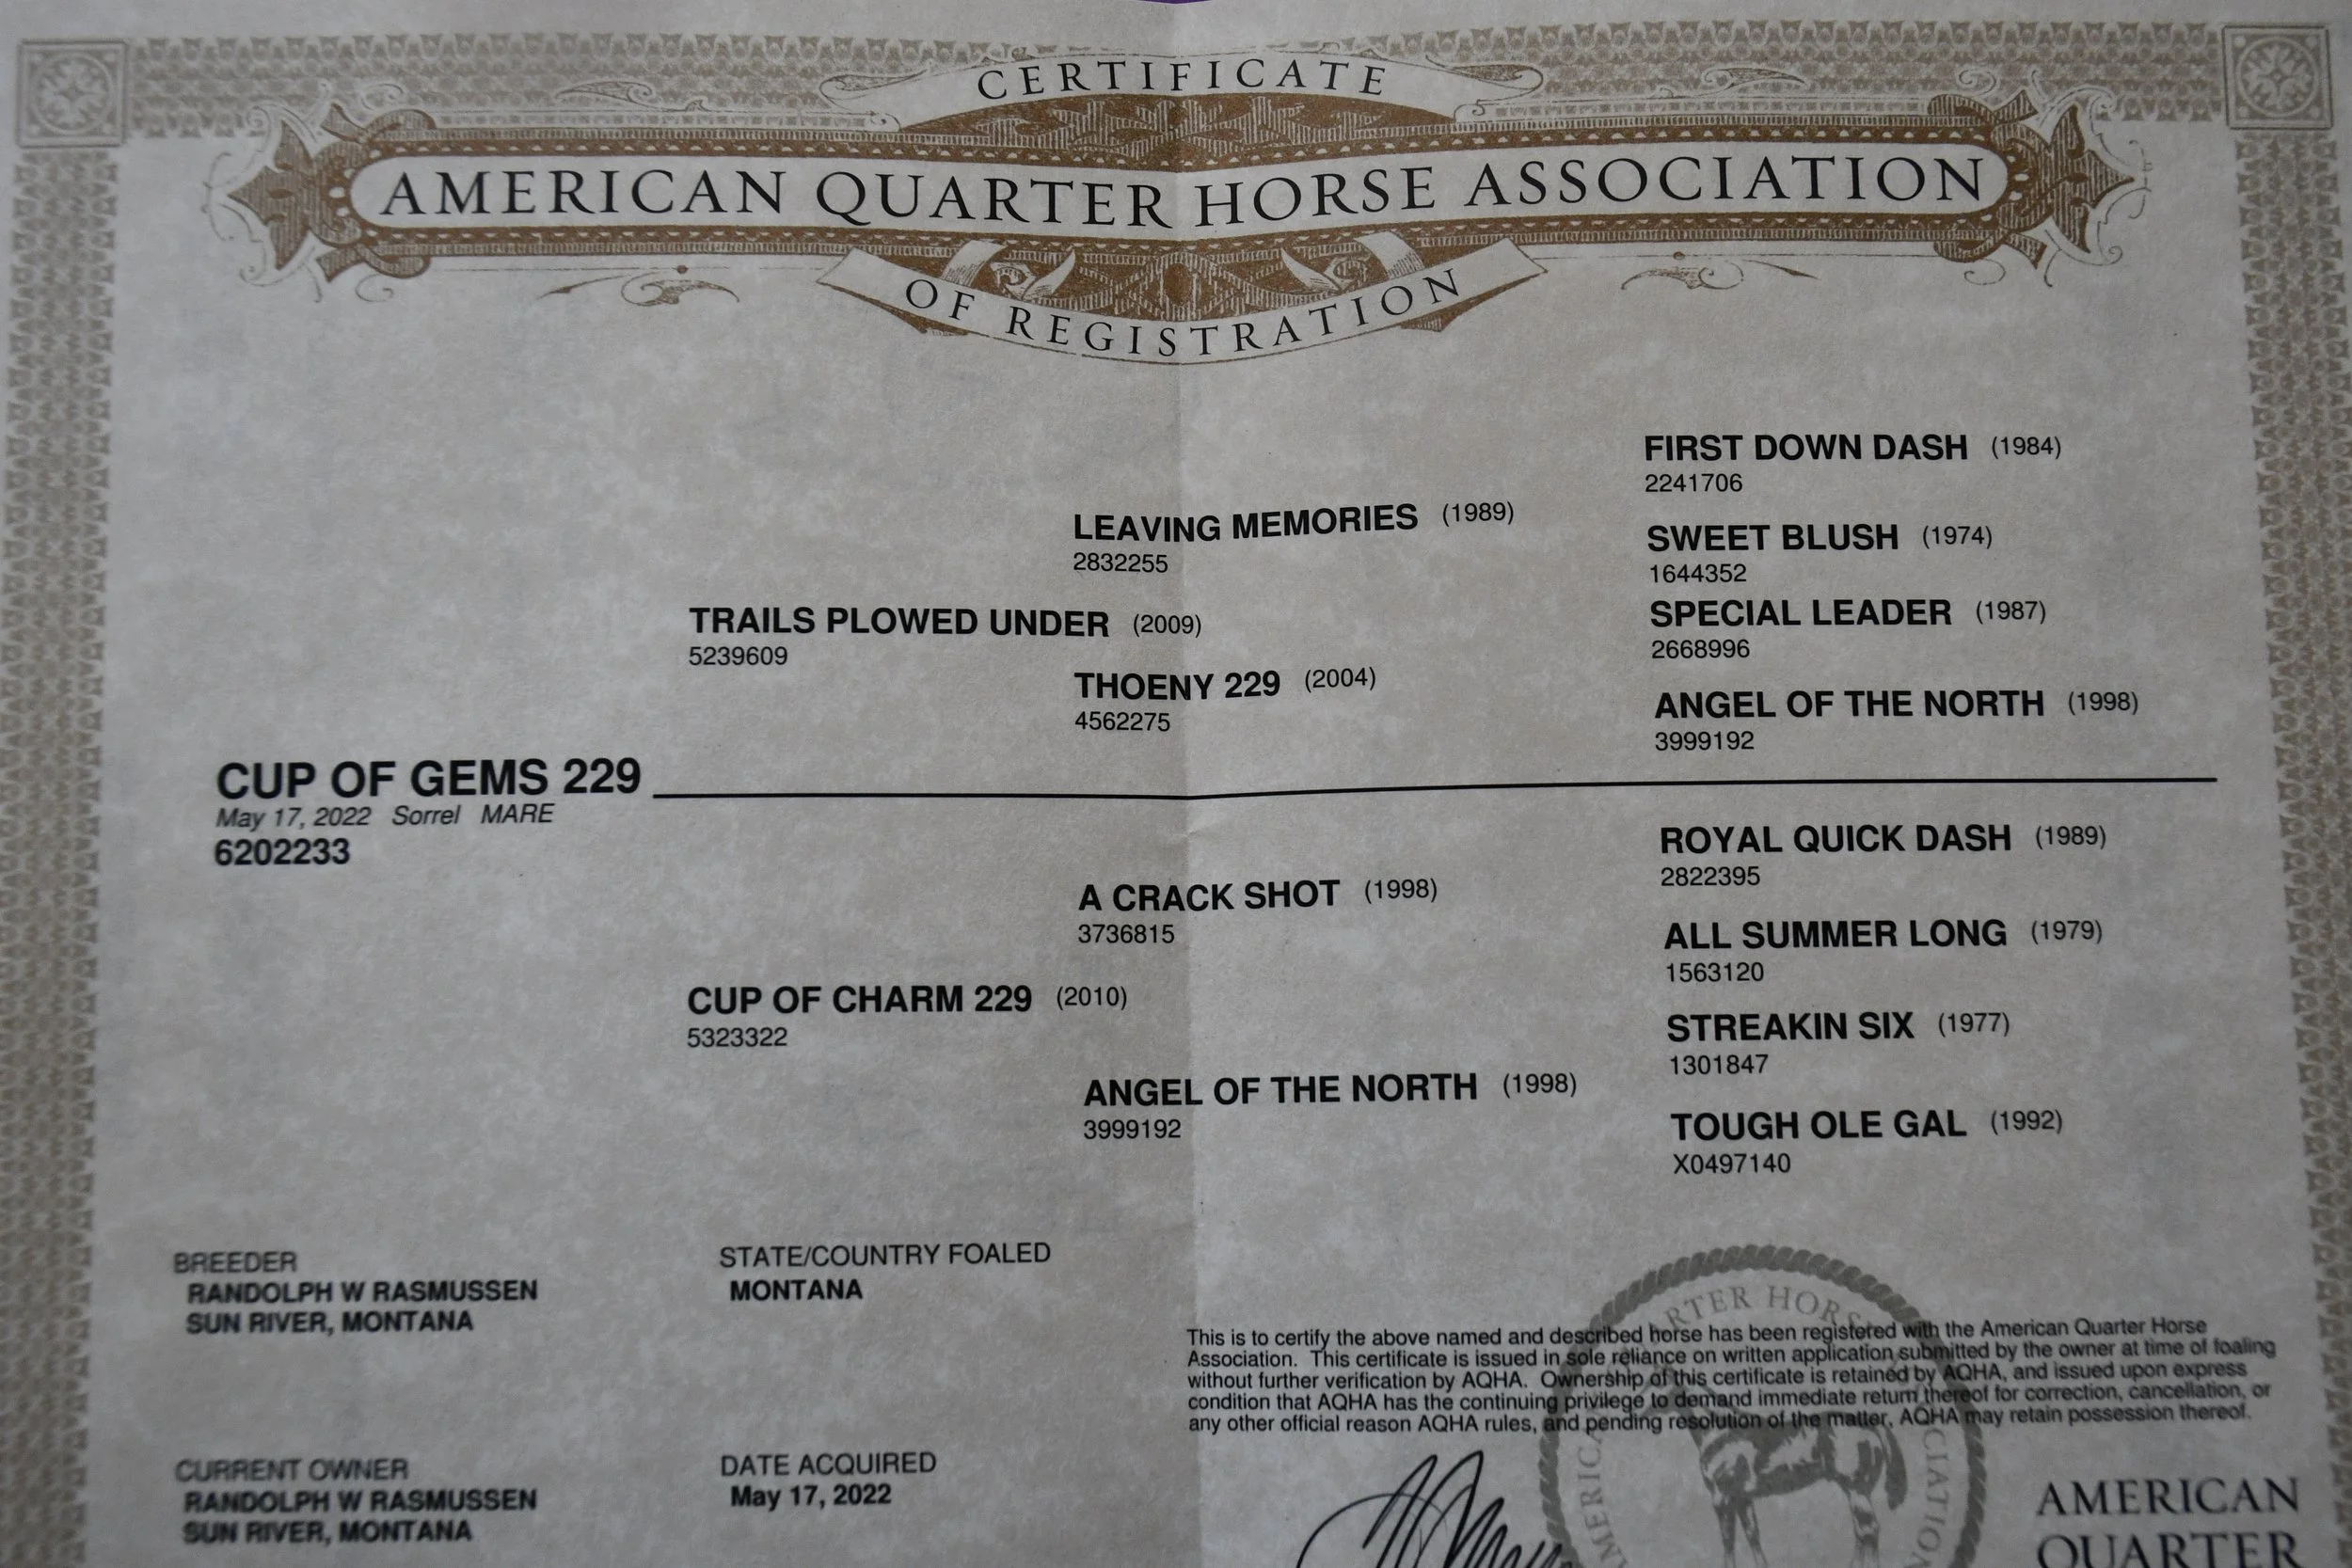 CERTIFICATE
AMERICAN QUARTER HORSE ASSOCIATION
OF REGISTRATION
FIRST DOWN DASH (1984)
2241706
LEAVING MEMORIES (1989)
2832255
SWEET BLUSH (1974)
1644352
TRAILS PLOWED UNDER (2009)
5239609
SPECIAL LEADER (1987)
2668996
THOENY 229 (2004)
4562275
ANGEL OF THE NORTH (1998)
3999192
CUP OF GEMS 229
May 17, 2022 Sorrel MARE
6202233
ROYAL QUICK DASH (1989)
2822395
A CRACK SHOT (1998)
3736815
ALL SUMMER LONG (1979)
1563120
CUP OF CHARM 229 (2010)
5323322
STREAKIN SIX (1977)
1301847
ANGEL OF THE NORTH (1998)
3999192
TOUGH OLE GAL (1992)
X0497140
BREEDER
RANDOLPH W RASMUSSEN
SUN RIVER, MONTANA
STATE/COUNTRY FOALED
MONTANA
This is to certify the above named and described horse has been registered with the American Quarter Horse
Association. This certificate is issued in sole reliance on written application submitted by the owner at time of foaling
without further verification by AQHA. Ownership of this certificate is retained by AQHA, and issued upon express
condition that AQHA has the continuing privilege to demand immediate return thereof for correction, cancellation, or
any other official reason AQHA rules, and pending resolution of the matter, AQHA may retain possession thereof.
CURRENT OWNER
RANDOLPH W RASMUSSEN
SUN RIVER, MONTANA
DATE ACQUIRED
May 17, 2022
AMERICAN
QUARTER